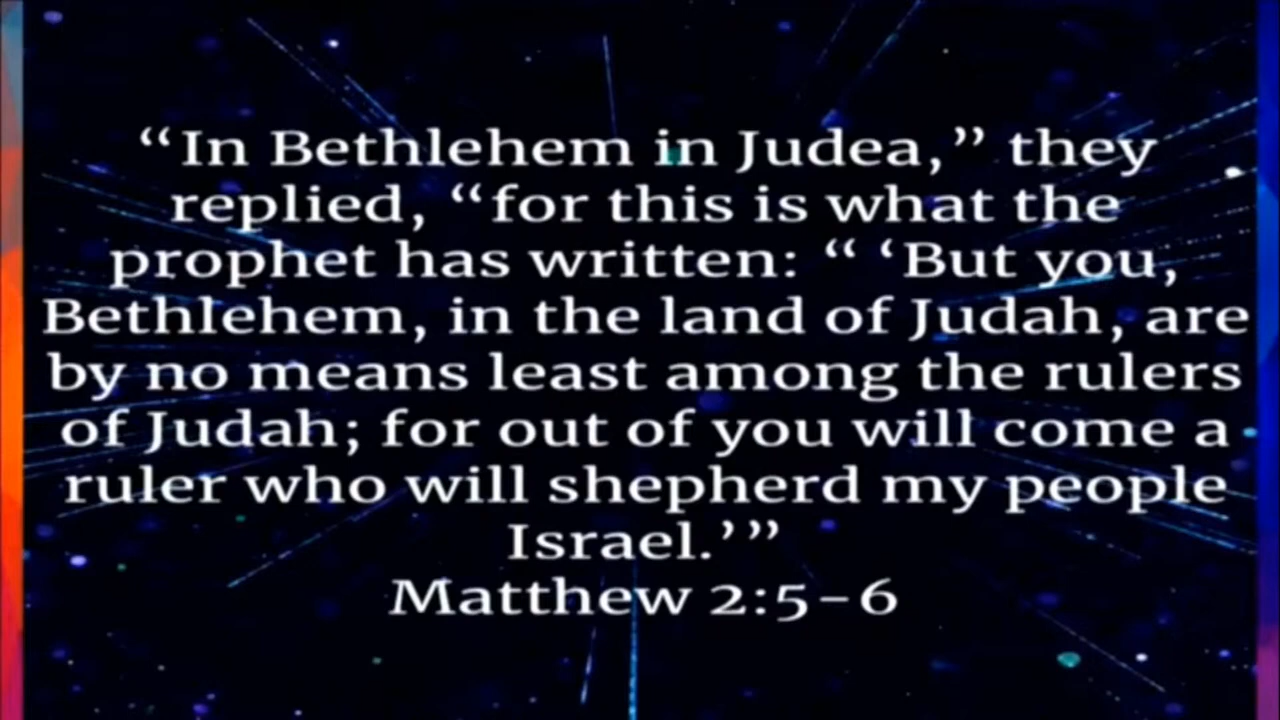 “In Bethlehem in Judea,” they
replied, “for this is what the
prophet has written: “ ‘But you,
Bethlehem, in the land of Judah, are
by no means least among the rulers
of Judah; for out of you will come a
ruler who will shepherd my people
Israel.’”
Matthew 2:5–6